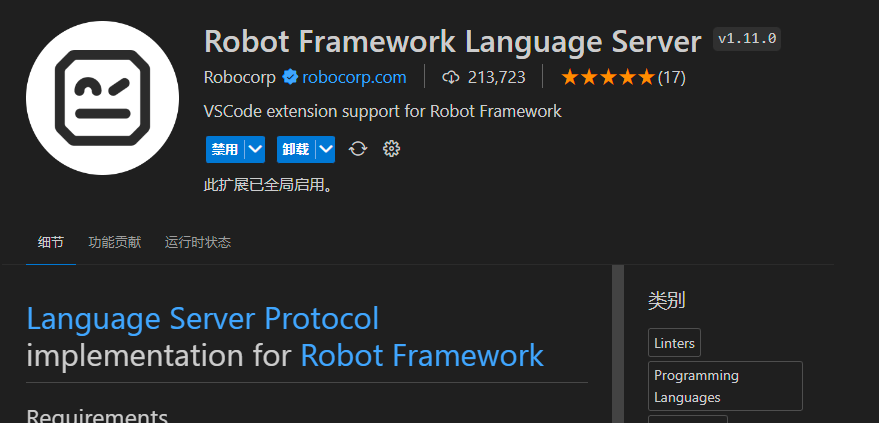 Robot Framework Language Server v1.11.0
Robocorp robocorp.com 213,723 (17)
VSCode extension support for Robot Framework
禁用 卸载
此扩展已全局启用。
细节 功能贡献 运行时状态
Language Server Protocol
implementation for Robot Framework
Requirements
类别
Linters
Programming
Languages